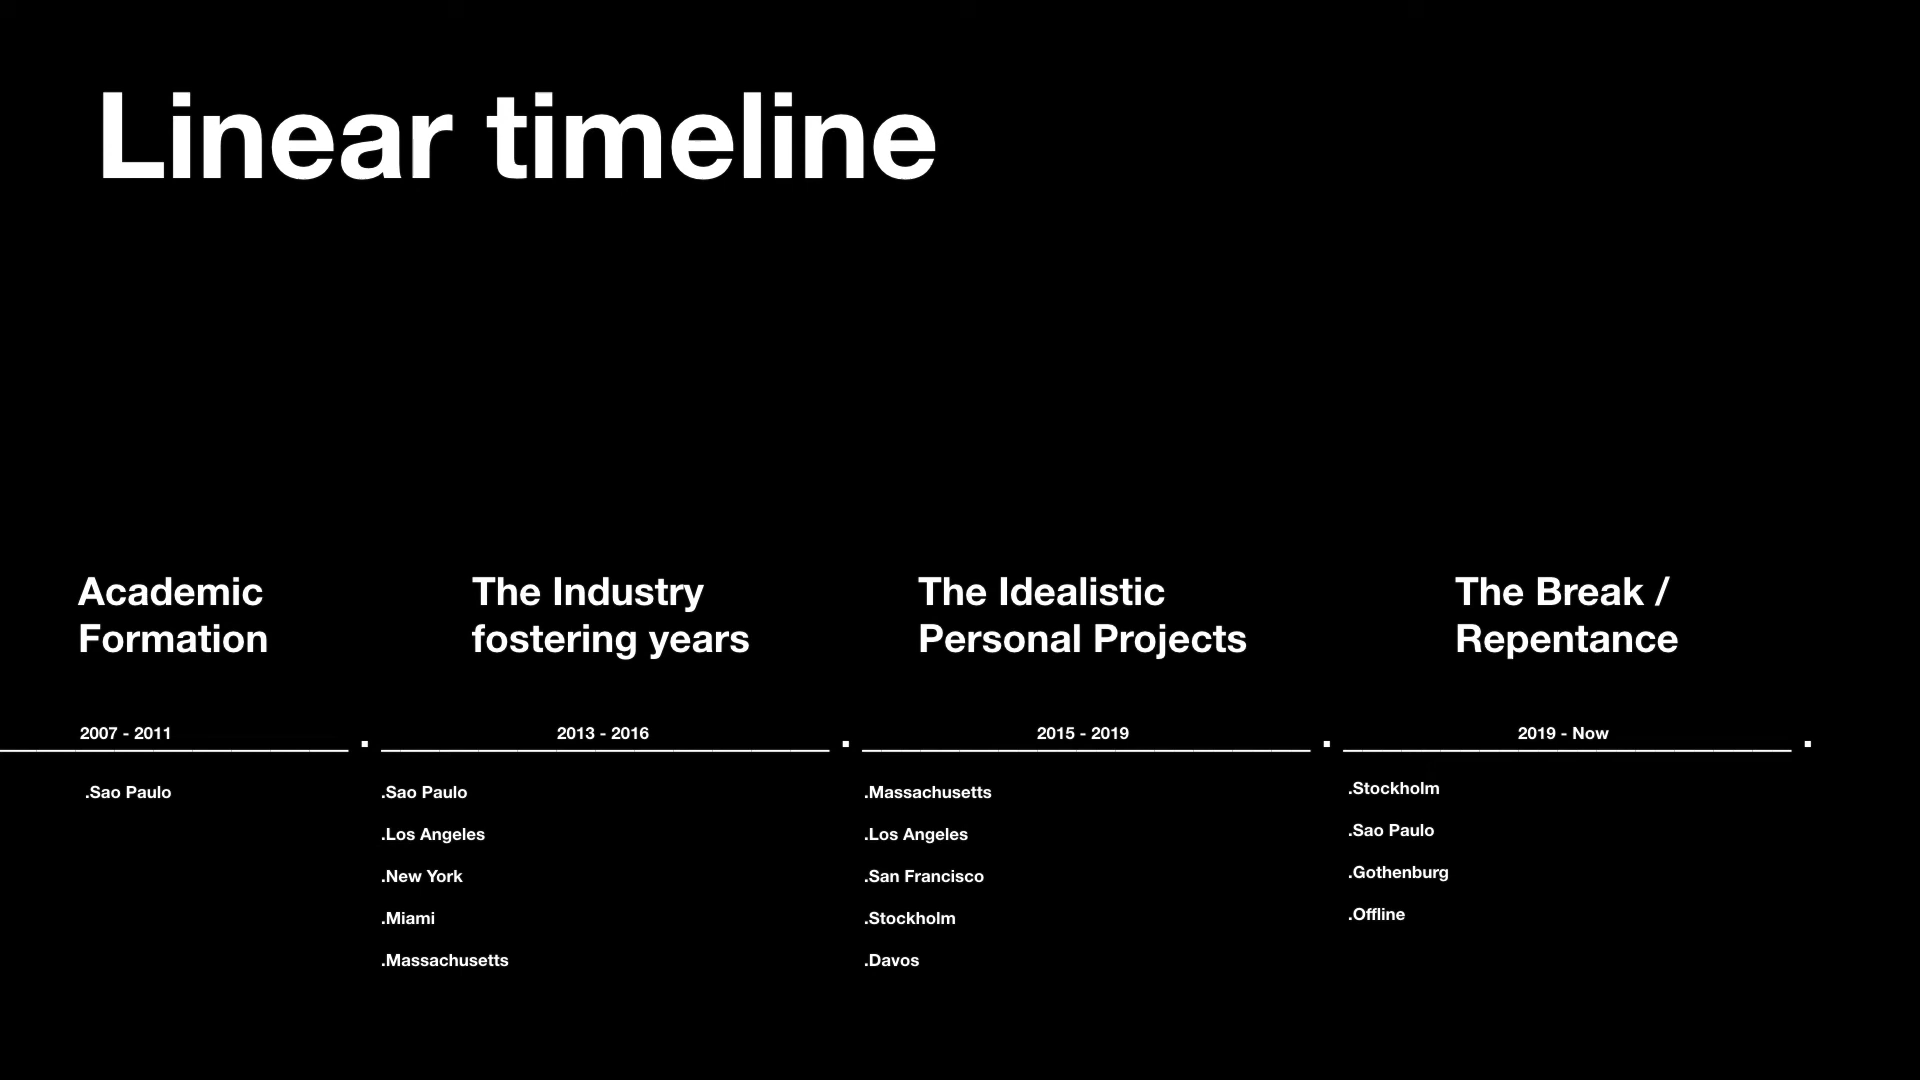 Linear timeline
Academic
Formation
2007 - 2011
.Sao Paulo
The Industry
fostering years
2013 - 2016
.Sao Paulo
.Los Angeles
.New York
.Miami
.Massachusetts
The Idealistic
Personal Projects
2015 - 2019
.Massachusetts
.Los Angeles
.San Francisco
.Stockholm
.Davos
The Break /
Repentance
2019 - Now
.Stockholm
.Sao Paulo
.Gothenburg
.Offline